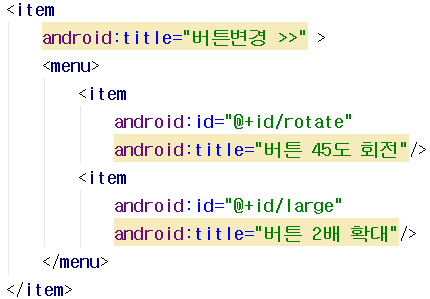 <item
android:title="버튼변경 >>" >
<menu>
<item
android:id="@+id/rotate"
android:title="버튼 45도 회전"/>
<item
android:id="@+id/large"
android:title="버튼 2배 확대"/>
</menu>
</item>